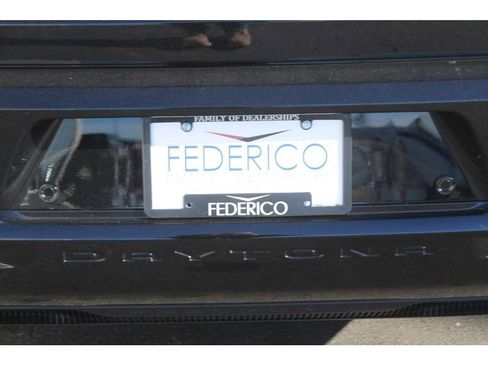 FAMILY OF DEALERSHIPS
FEDERICO
FEDERICO
DAYTONA